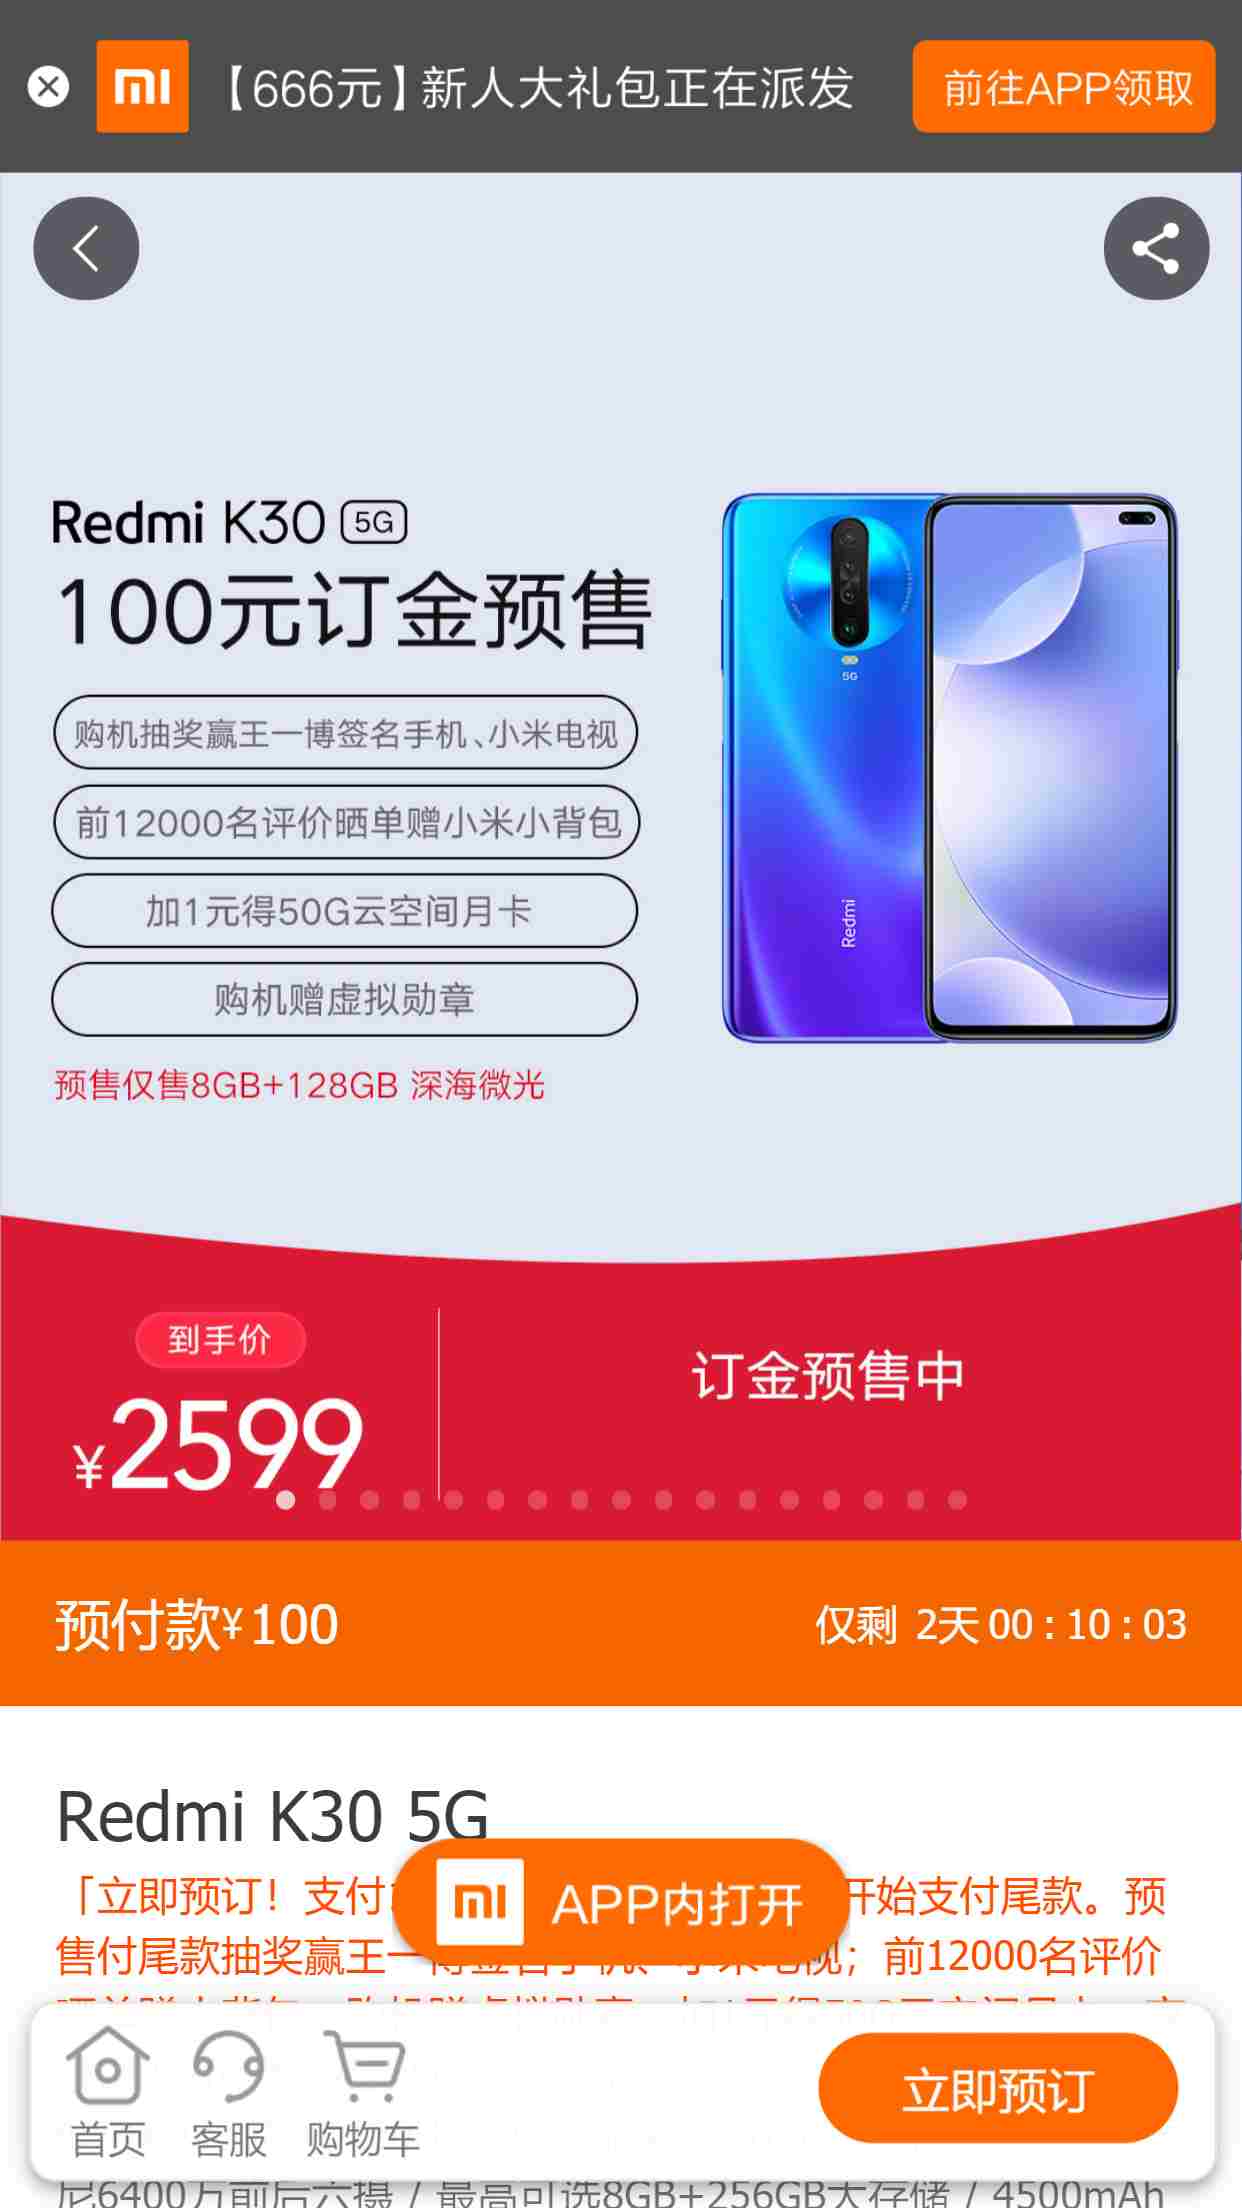 mi 【666元】新人大礼包正在派发 前往APP领取
Redmi K30 5G
100元订金预售
购机抽奖赢王一博签名手机、小米电视
前12000名评价晒单赠小米小背包
加1元得50G云空间月卡
购机赠虚拟勋章
预售仅售8GB+128GB 深海微光
5G
Redmi
到手价
¥2599
订金预售中
预付款¥100
仅剩 2天 00 : 10 : 03
Redmi K30 5G
「立即预订！支付
开始支付尾款。预
售付尾款抽奖赢王一博签名手机、小米电视；前12000名评价
mi APP内打开
首页 客服 购物车
立即预订
尼6400万前后六摄 / 最高可选8GB+256GB大存储 / 4500mAh